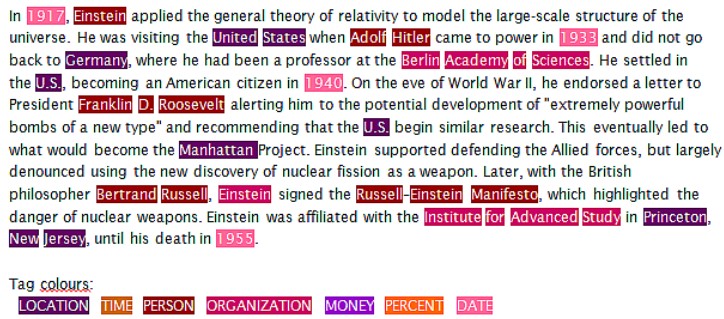 In 1917, Einstein applied the general theory of relativity to model the large-scale structure of the
universe. He was visiting the United States when Adolf Hitler came to power in 1933 and did not go
back to Germany, where he had been a professor at the Berlin Academy of Sciences. He settled in
the U.S., becoming an American citizen in 1940. On the eve of World War II, he endorsed a letter to
President Franklin D. Roosevelt alerting him to the potential development of "extremely powerful
bombs of a new type" and recommending that the U.S. begin similar research. This eventually led to
what would become the Manhattan Project. Einstein supported defending the Allied forces, but largely
denounced using the new discovery of nuclear fission as a weapon. Later, with the British
philosopher Bertrand Russell, Einstein signed the Russell-Einstein Manifesto, which highlighted the
danger of nuclear weapons. Einstein was affiliated with the Institute for Advanced Study in Princeton,
New Jersey, until his death in 1955.
Tag colours:
LOCATION TIME PERSON ORGANIZATION MONEY PERCENT DATE